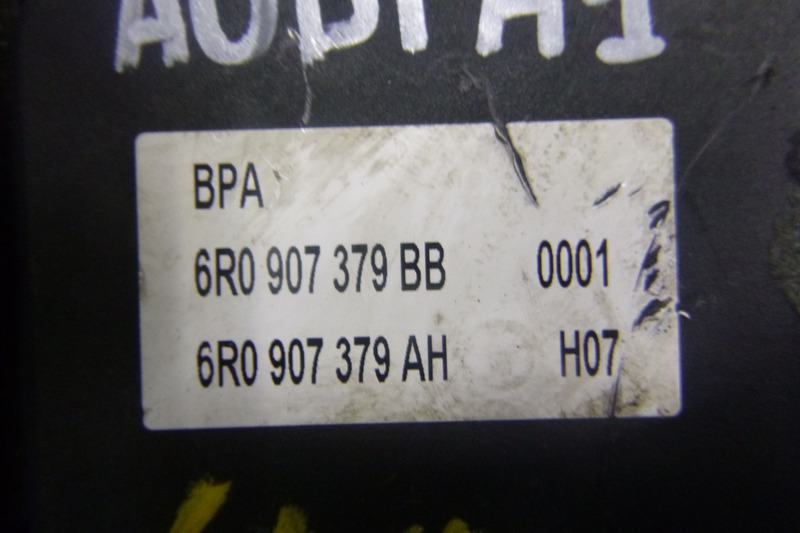 AUDI A1
BPA
6R0 907 379 BB 0001
6R0 907 379 AH H07